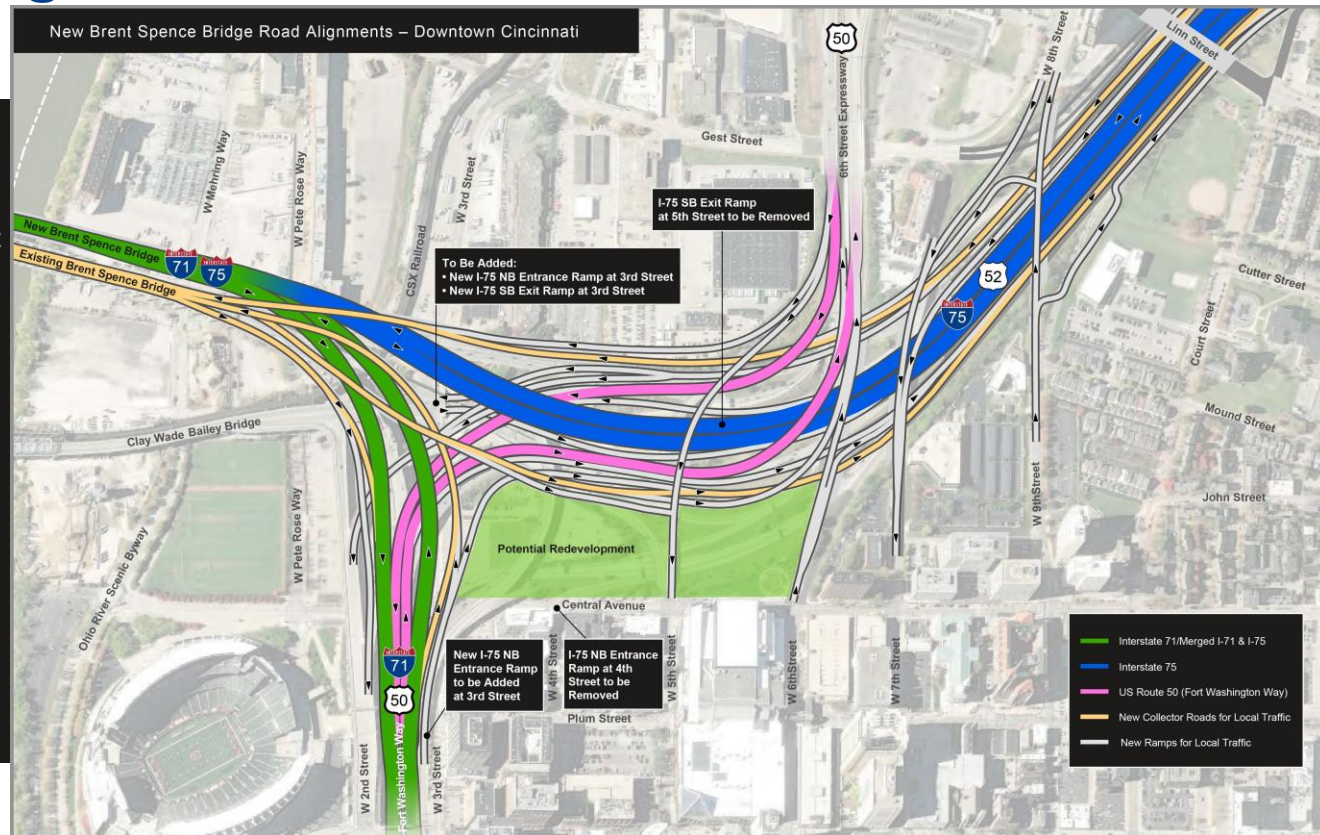 New Brent Spence Bridge Road Alignments – Downtown Cincinnati
50
Linn Street
W 8th Street
6th Street Expressway
Gest Street
W Mehring Way
W Pete Rose Way
CSX Railroad
W 3rd Street
I-75 SB Exit Ramp
at 5th Street to be Removed
New Brent Spence Bridge
INTERSTATE
71
INTERSTATE
75
Existing Brent Spence Bridge
To Be Added:
• New I-75 NB Entrance Ramp at 3rd Street
• New I-75 SB Exit Ramp at 3rd Street
52
INTERSTATE
75
Cutter Street
Court Street
Mound Street
Clay Wade Bailey Bridge
W Pete Rose Way
W 9thStreet
John Street
Potential Redevelopment
Ohio River Scenic Byway
Central Avenue
New I-75 NB
Entrance Ramp
to be Added
at 3rd Street
W 4th Street
I-75 NB Entrance
Ramp at 4th
Street to be
Removed
W 5th Street
W 6thStreet
W 7th Street
Plum Street
INTERSTATE
71
50
W 2nd Street
Fort Washington Way
W 3rd Street
Interstate 71/Merged I-71 & I-75
Interstate 75
US Route 50 (Fort Washington Way)
New Collector Roads for Local Traffic
New Ramps for Local Traffic